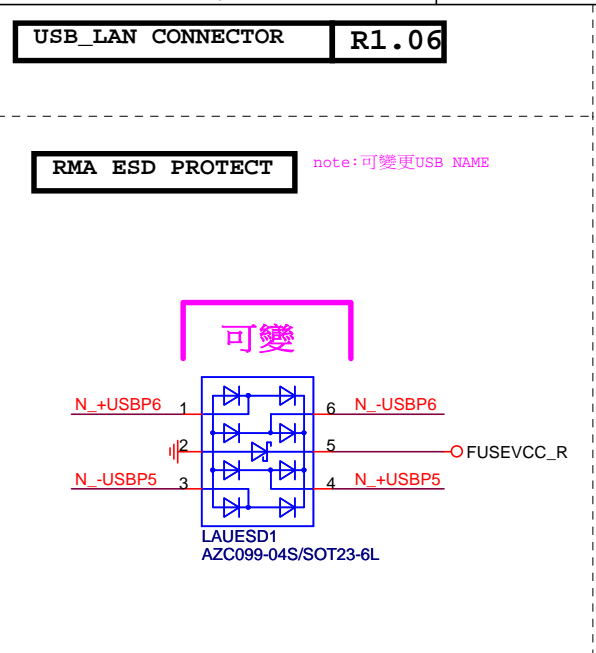 USB_LAN CONNECTOR R1.06
RMA ESD PROTECT
note:可變更USB NAME
可變
N_+USBP6 1 6 N_-USBP6
2 5 FUSEVCC_R
N_-USBP5 3 4 N_+USBP5
LAUESD1
AZC099-04S/SOT23-6L